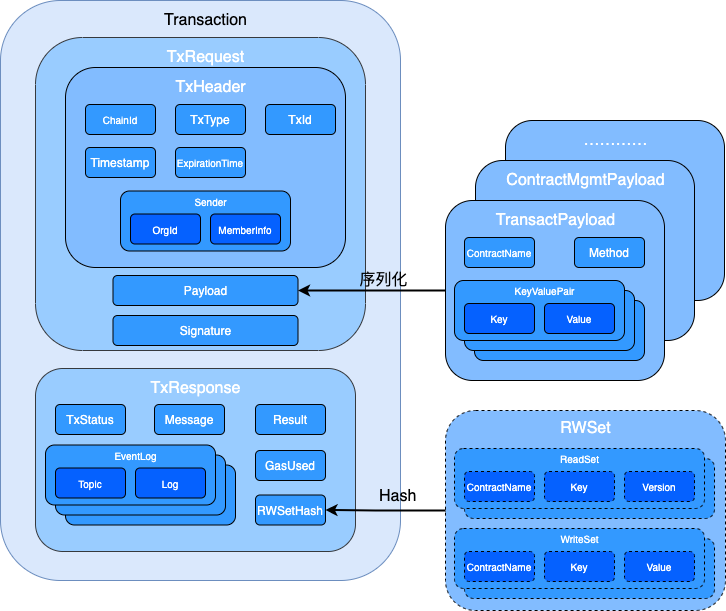 Transaction
TxRequest
TxHeader
ChainId
TxType
TxId
Timestamp
ExpirationTime
Sender
OrgId
MemberInfo
Payload
Signature
序列化
............
ContractMgmtPayload
TransactPayload
ContractName
Method
KeyValuePair
Key
Value
TxResponse
TxStatus
Message
Result
EventLog
Topic
Log
GasUsed
RWSetHash
Hash
RWSet
ReadSet
ContractName
Key
Version
WriteSet
ContractName
Key
Value